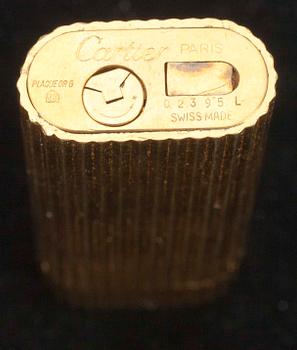 Cartier PARIS
PLAQUE OR G
02395 L
SWISS MADE